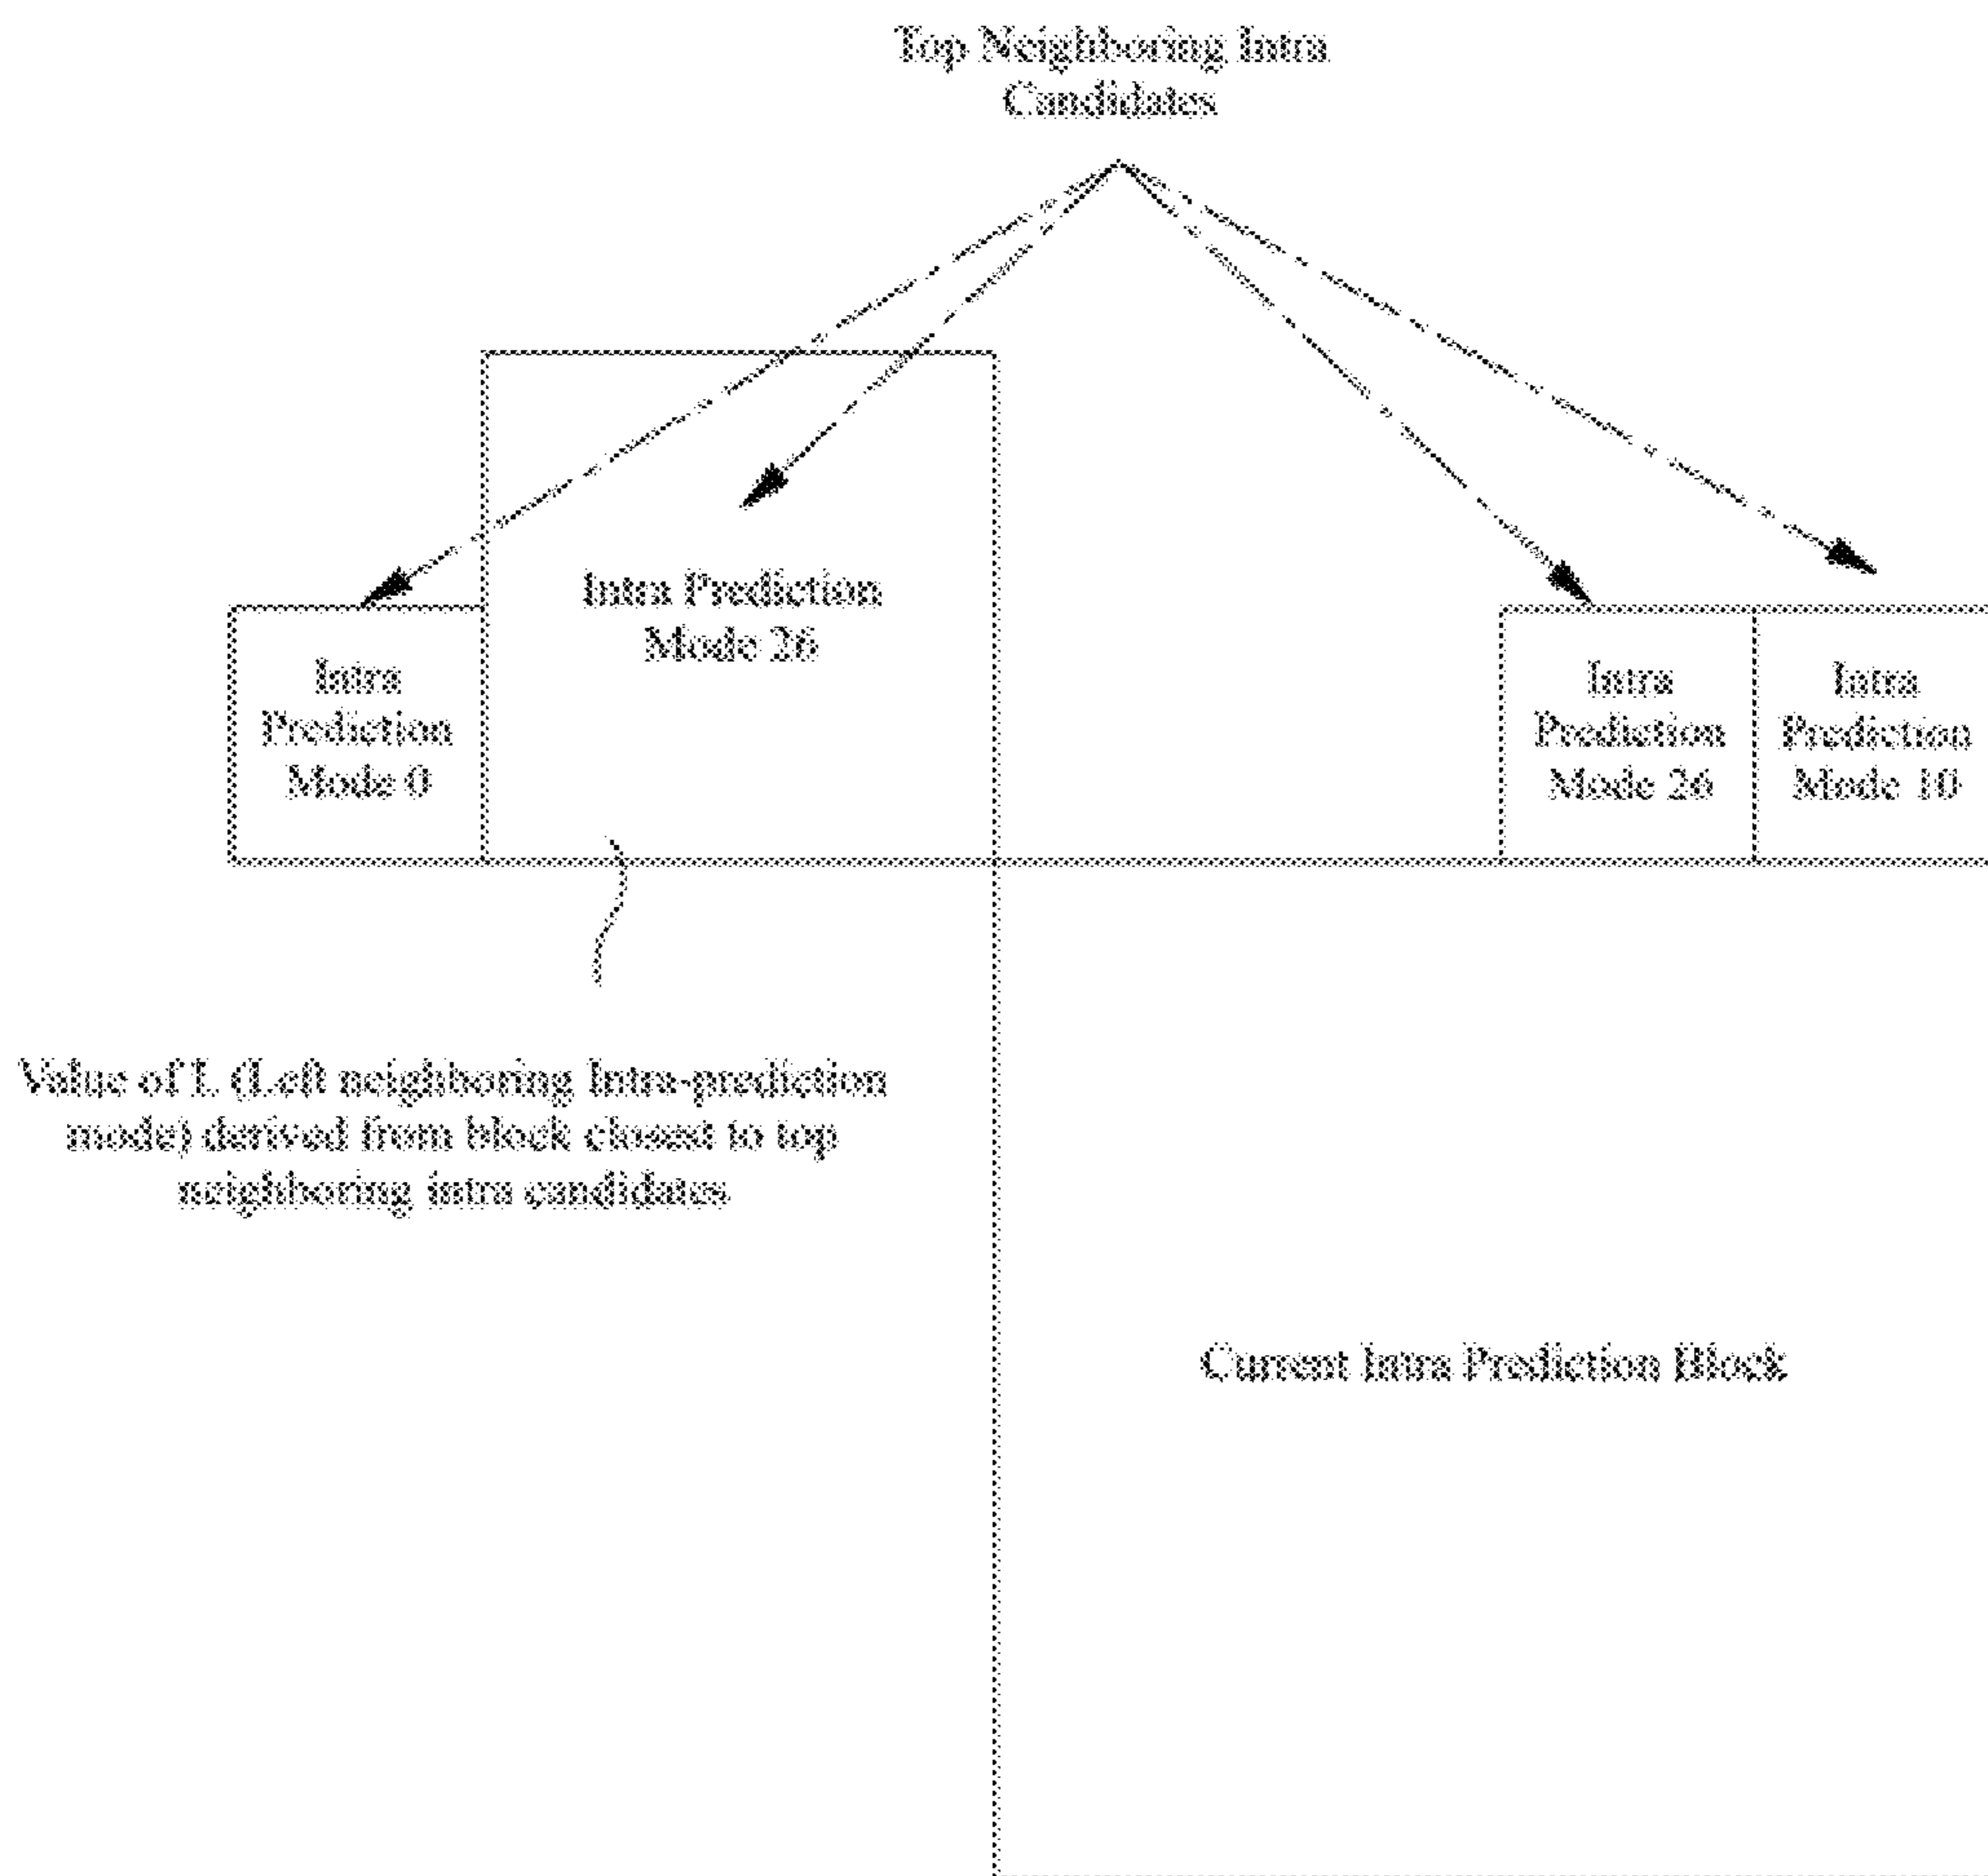 Top Neighboring Intra
Candidates
Intra Prediction
Mode 26
Intra
Prediction
Mode 0
Intra
Prediction
Mode 26
Intra
Prediction
Mode 10
Value of L (Left neighboring Intra-prediction
mode) derived from block closest to top
neighboring intra candidates
Current Intra Prediction Block